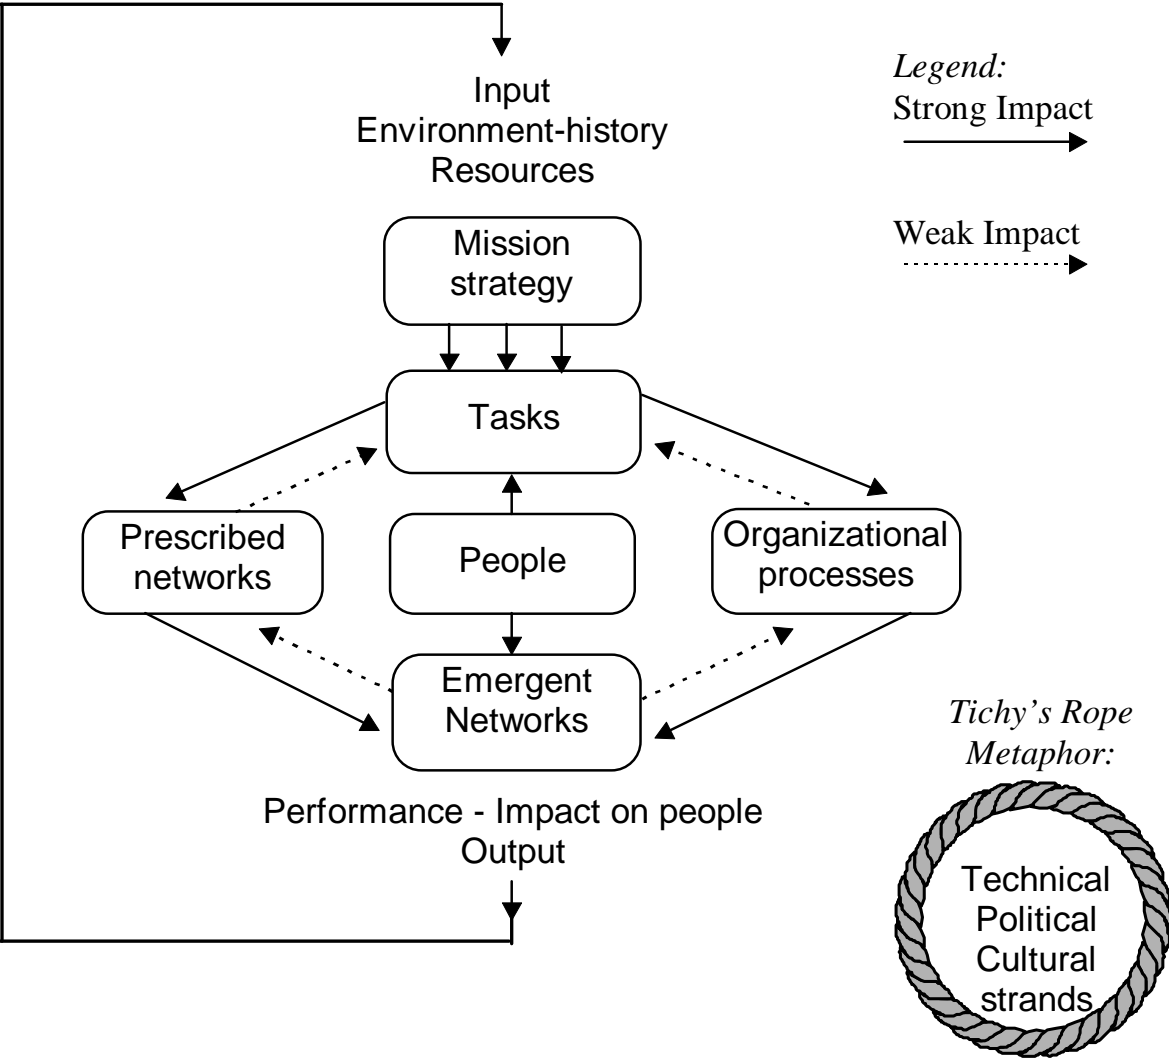 Input
Environment-history
Resources
Legend:
Strong Impact
Weak Impact
Mission
strategy
Tasks
Prescribed
networks
People
Organizational
processes
Emergent
Networks
Performance - Impact on people
Output
Tichy's Rope
Metaphor:
Technical
Political
Cultural
strands